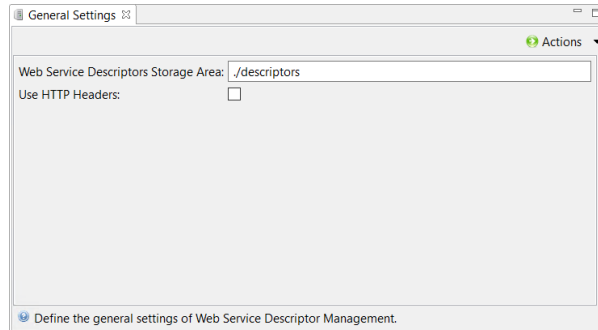 General Settings
Actions
Web Service Descriptors Storage Area: ./descriptors
Use HTTP Headers:
Define the general settings of Web Service Descriptor Management.